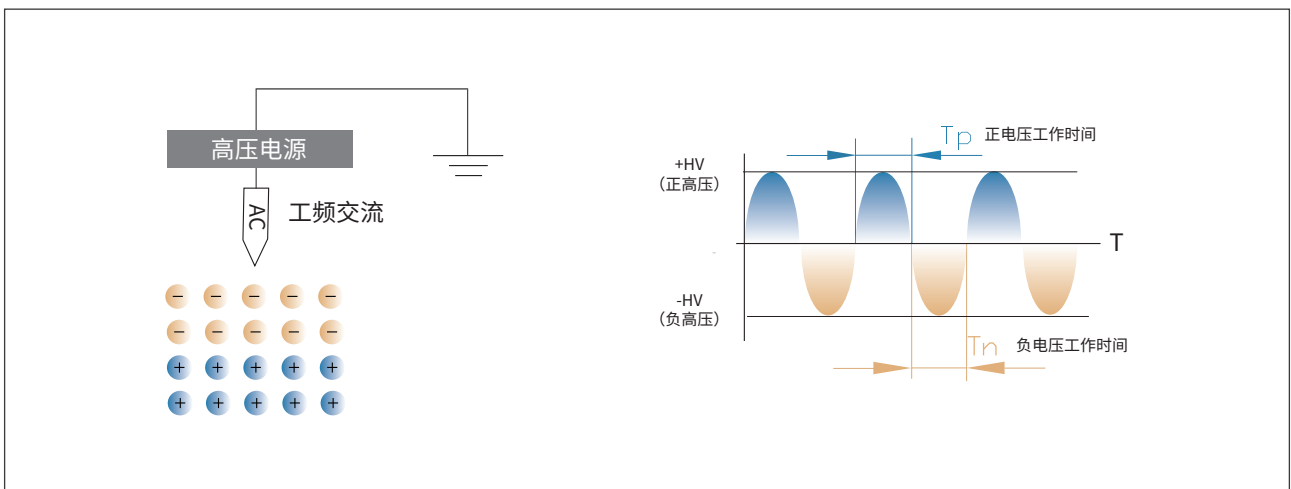 高压电源
AC
工频交流
Tp 正电压工作时间
+HV
（正高压）
T
-HV
（负高压）
Tn 负电压工作时间
− − − − −
− − − − −
+ + + + +
+ + + + +